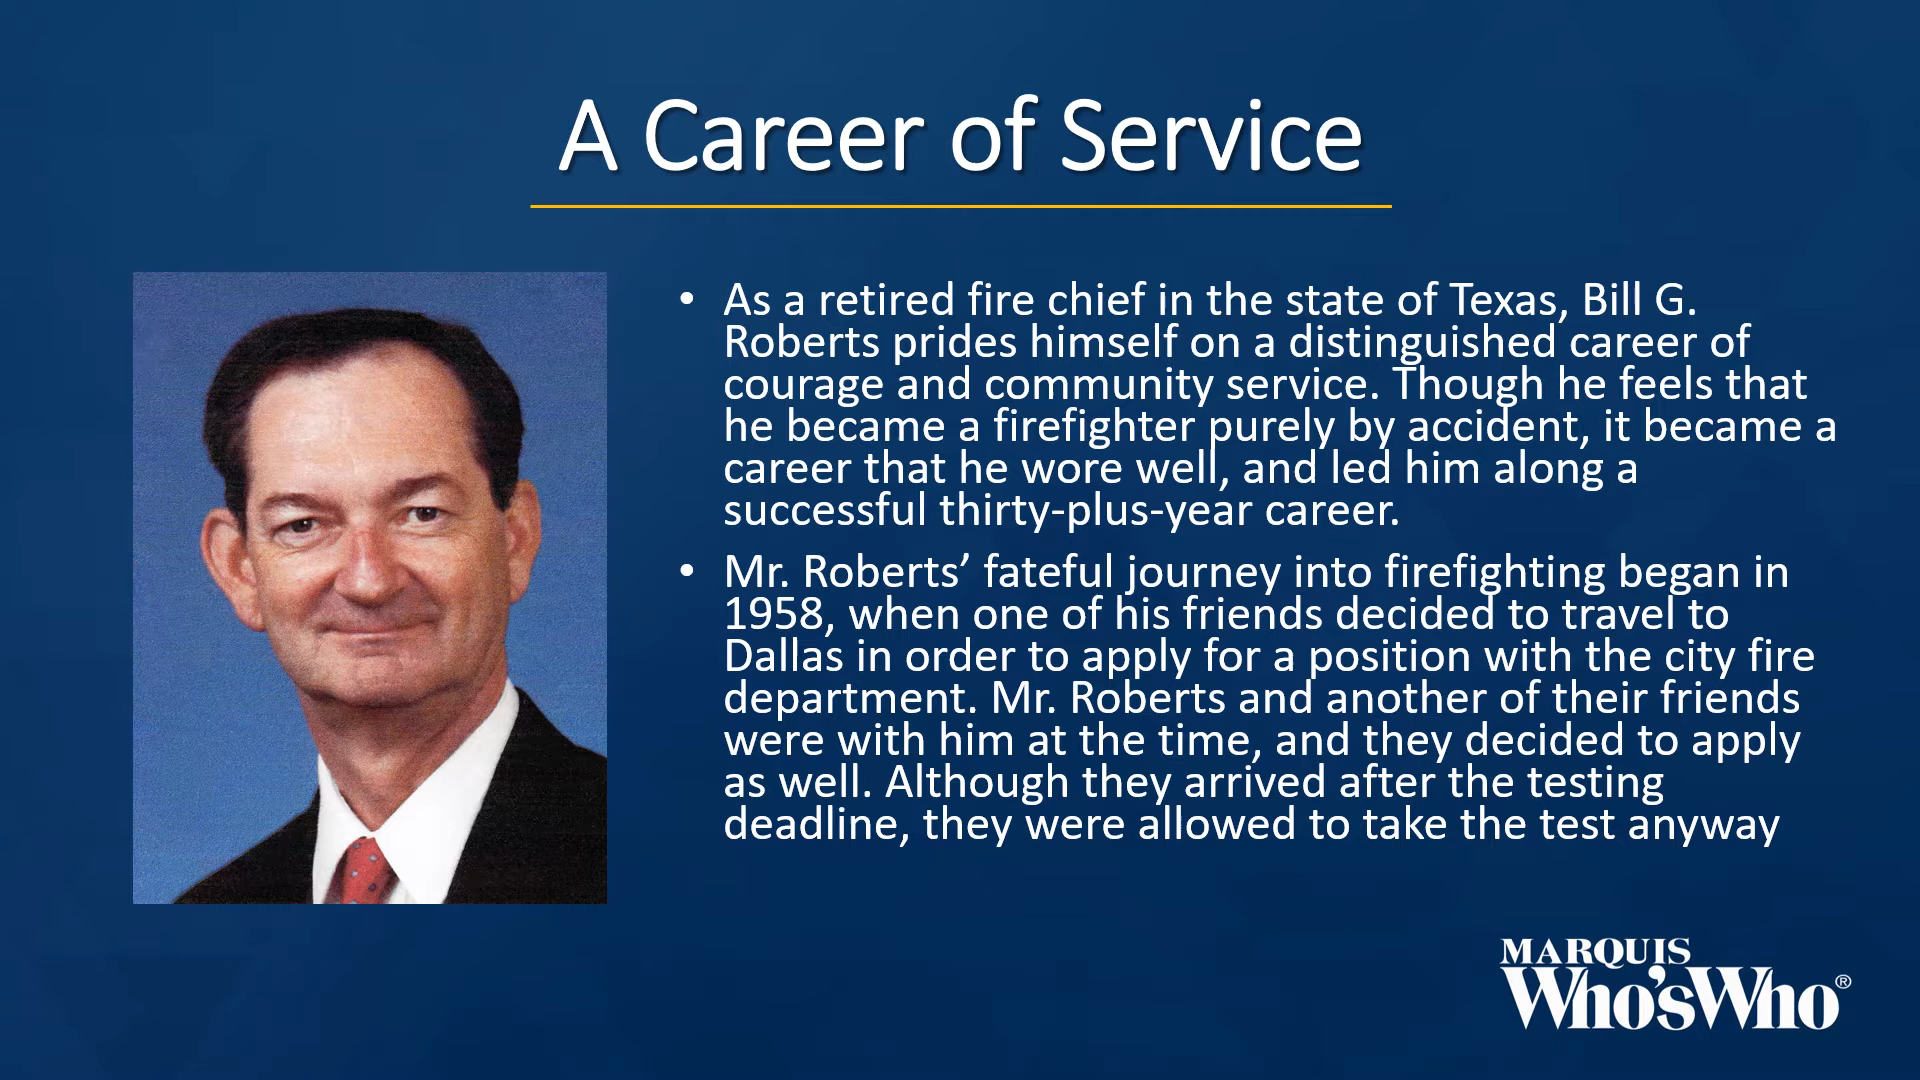 A Career of Service
• As a retired fire chief in the state of Texas, Bill G.
Roberts prides himself on a distinguished career of
courage and community service. Though he feels that
he became a firefighter purely by accident, it became a
career that he wore well, and led him along a
successful thirty-plus-year career.
• Mr. Roberts’ fateful journey into firefighting began in
1958, when one of his friends decided to travel to
Dallas in order to apply for a position with the city fire
department. Mr. Roberts and another of their friends
were with him at the time, and they decided to apply
as well. Although they arrived after the testing
deadline, they were allowed to take the test anyway
MARQUIS
Who'sWho®